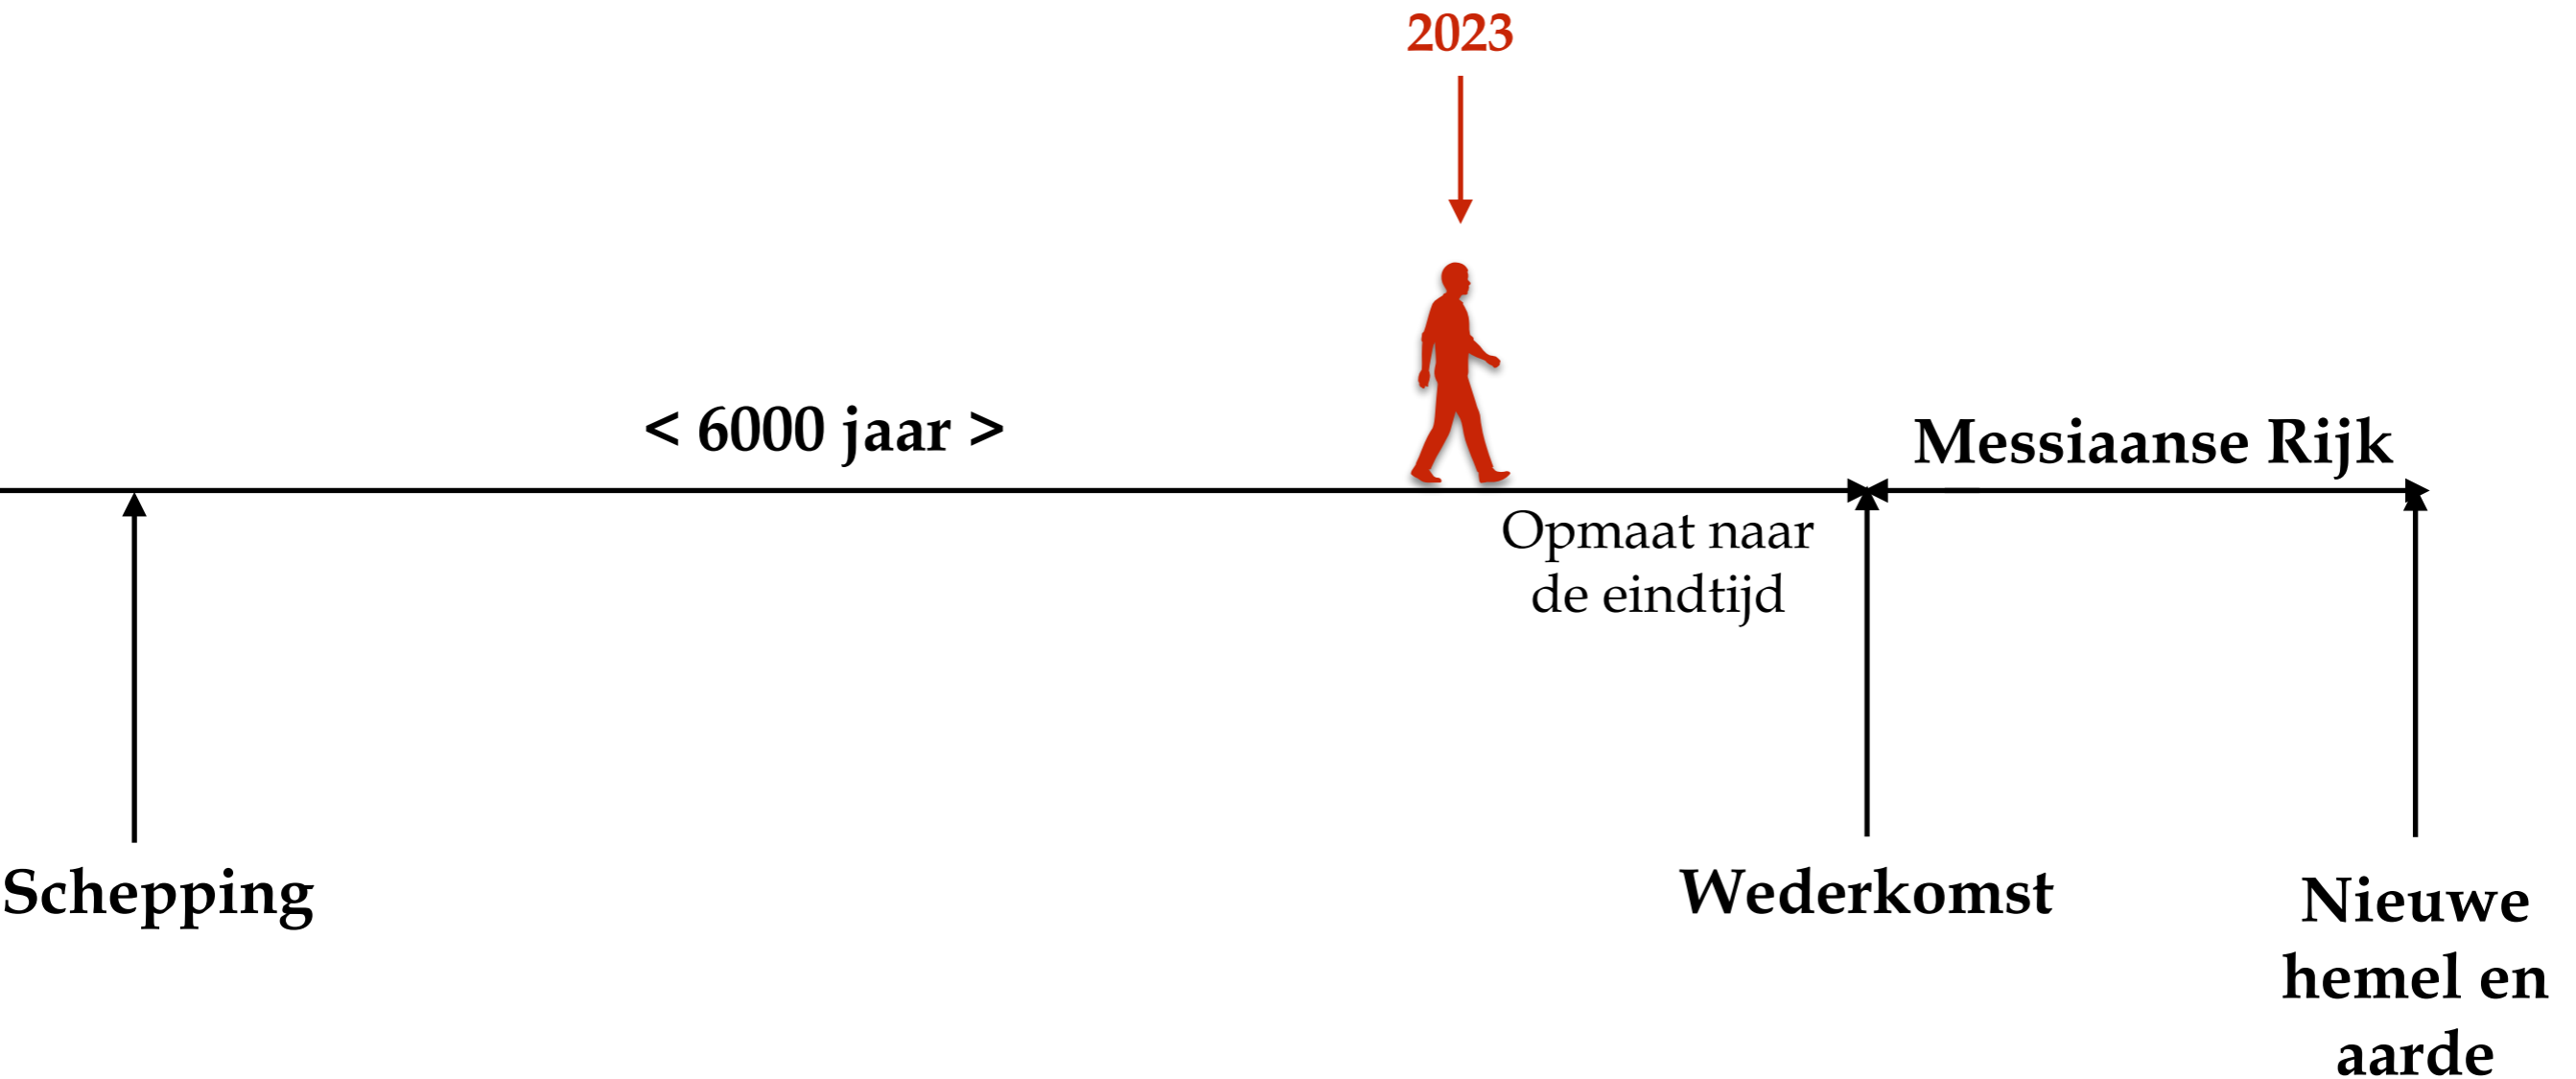 2023
< 6000 jaar >
Messiaanse Rijk
Opmaat naar
de eindtijd
Schepping
Wederkomst
Nieuwe
hemel en
aarde